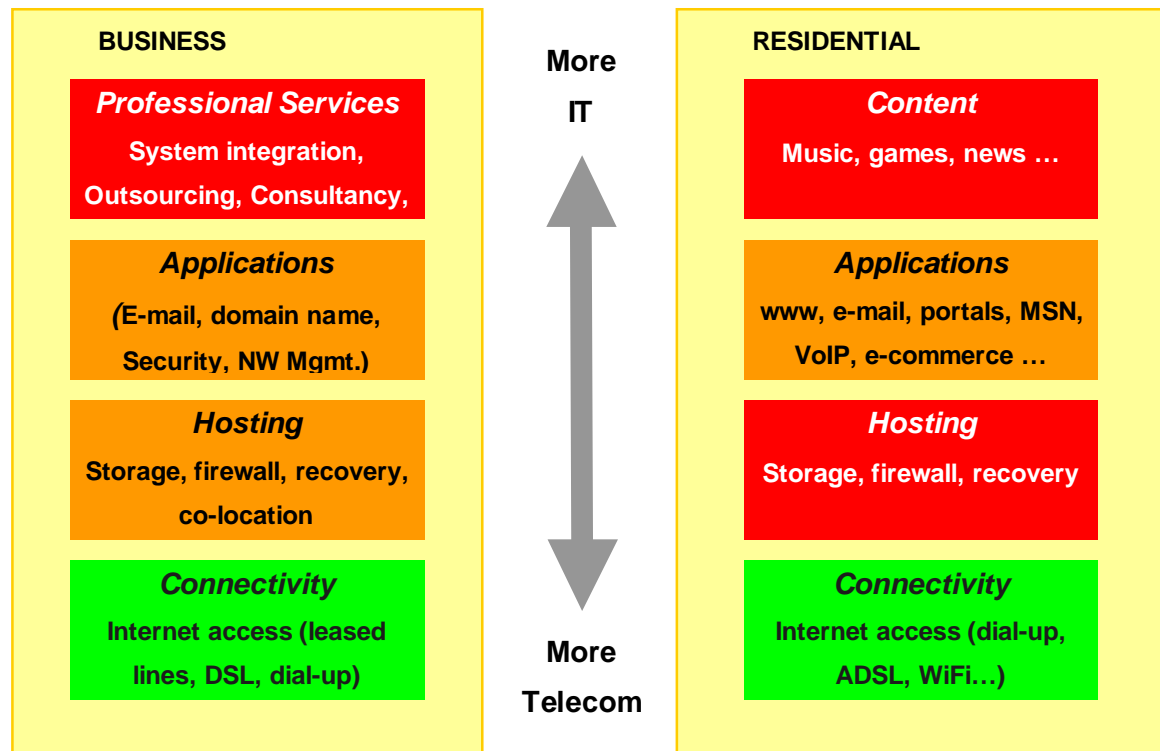 BUSINESS
Professional Services
System integration,
Outsourcing, Consultancy,
Applications
(E-mail, domain name,
Security, NW Mgmt.)
Hosting
Storage, firewall, recovery,
co-location
Connectivity
Internet access (leased
lines, DSL, dial-up)
More
IT
More
Telecom
RESIDENTIAL
Content
Music, games, news …
Applications
www, e-mail, portals, MSN,
VoIP, e-commerce …
Hosting
Storage, firewall, recovery
Connectivity
Internet access (dial-up,
ADSL, WiFi…)